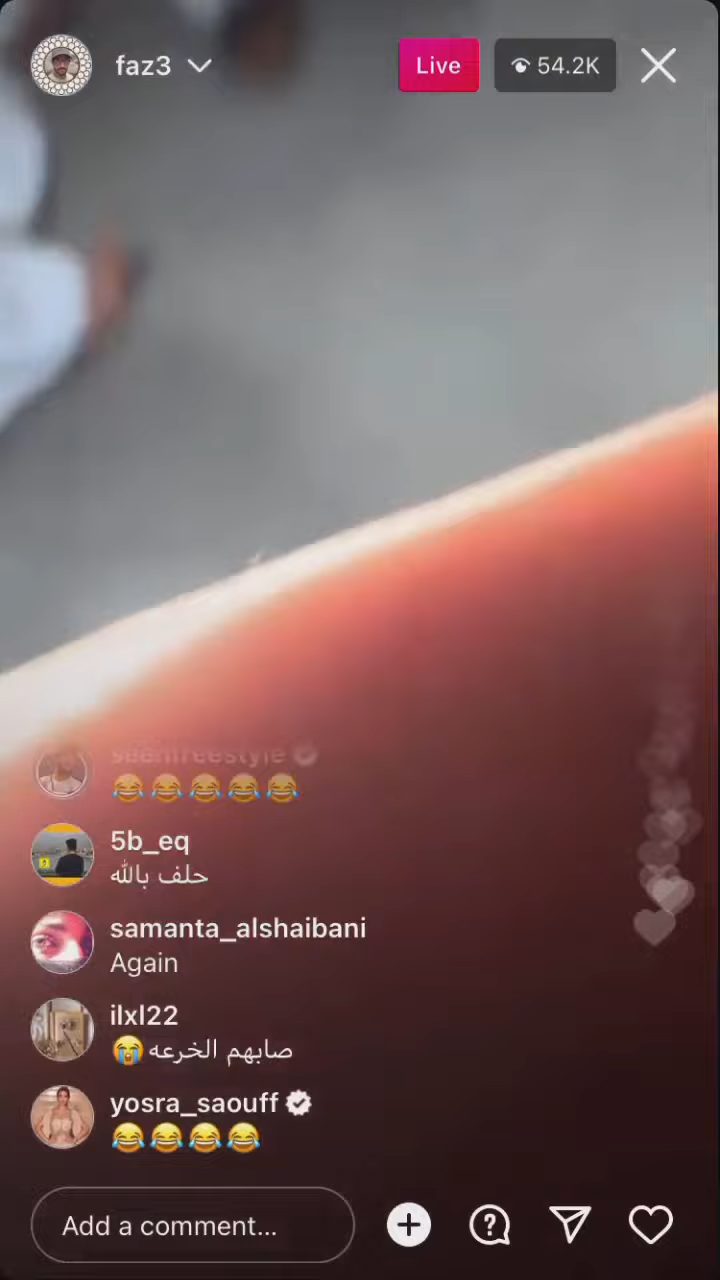 faz3
Live
54.2K
😂😂😂😂😂
5b_eq
حلف بالله
samanta_alshaibani
Again
ilxl22
صابهم الخرعه😭
yosra_saouff
😂😂😂😂
Add a comment...